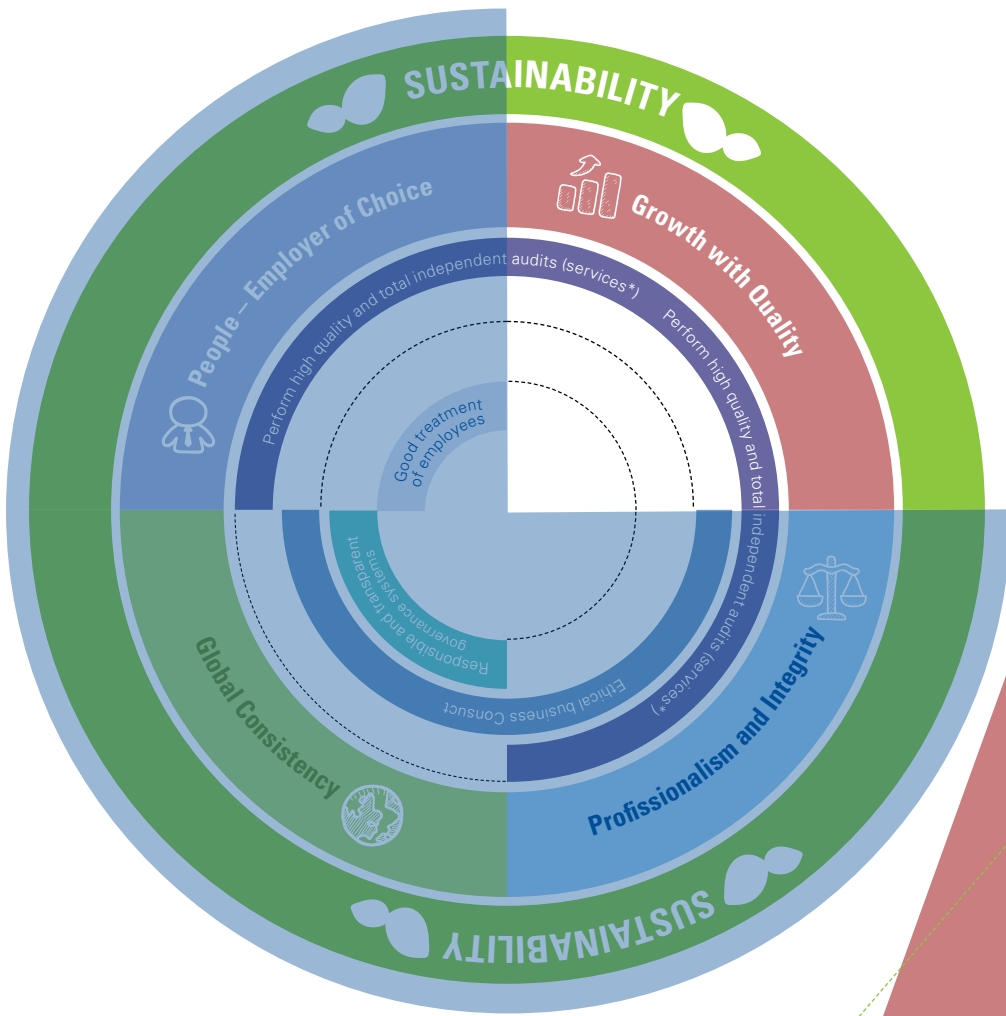 SUSTAINABILITY
People – Employer of Choice
Growth with Quality
Perform high quality and total independent audits (services*)
Perform high quality and total independent audits (services*)
Good treatment
of employees
Responsible and transparent
governance systems
Ethical business Consuct
Global Consistency
Profissionalism and Integrity
SUSTAINABILITY